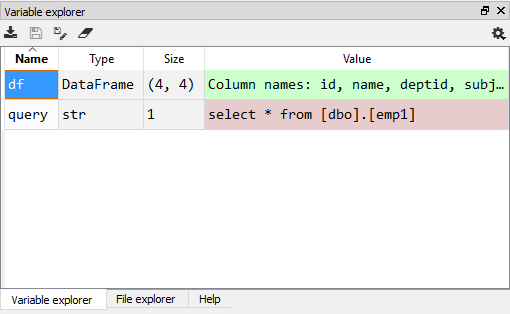 Variable explorer
Name Type Size Value
df DataFrame (4, 4) Column names: id, name, deptid, subj…
query str 1 select * from [dbo].[emp1]
Variable explorer File explorer Help